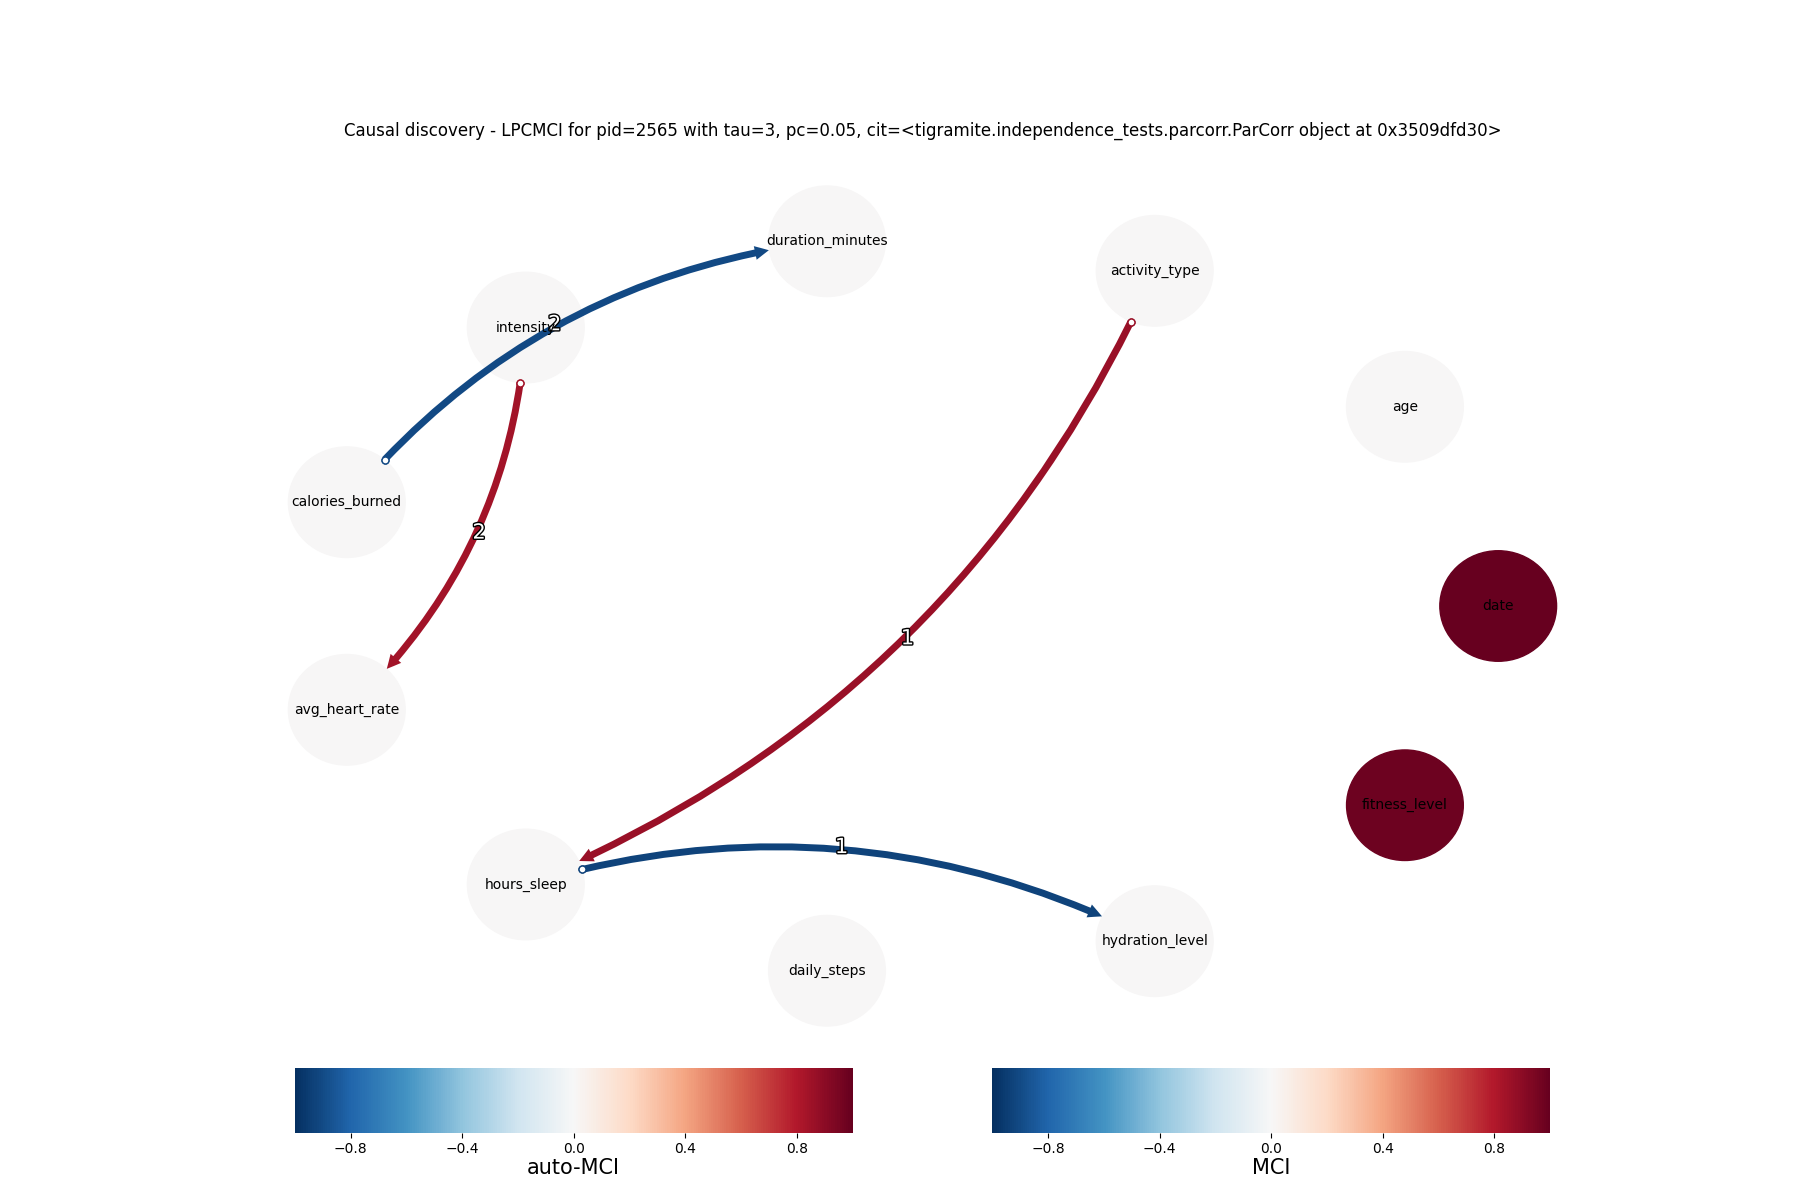 Causal discovery - LPCMCI for pid=2565 with tau=3, pc=0.05, cit=<tigramite.independence_tests.parcorr.ParCorr object at 0x3509dfd30>
duration_minutes
activity_type
intensity
2
age
calories_burned
2
date
1
avg_heart_rate
fitness_level
1
hours_sleep
hydration_level
daily_steps
−0.8 −0.4 0.0 0.4 0.8
auto-MCI
−0.8 −0.4 0.0 0.4 0.8
MCI